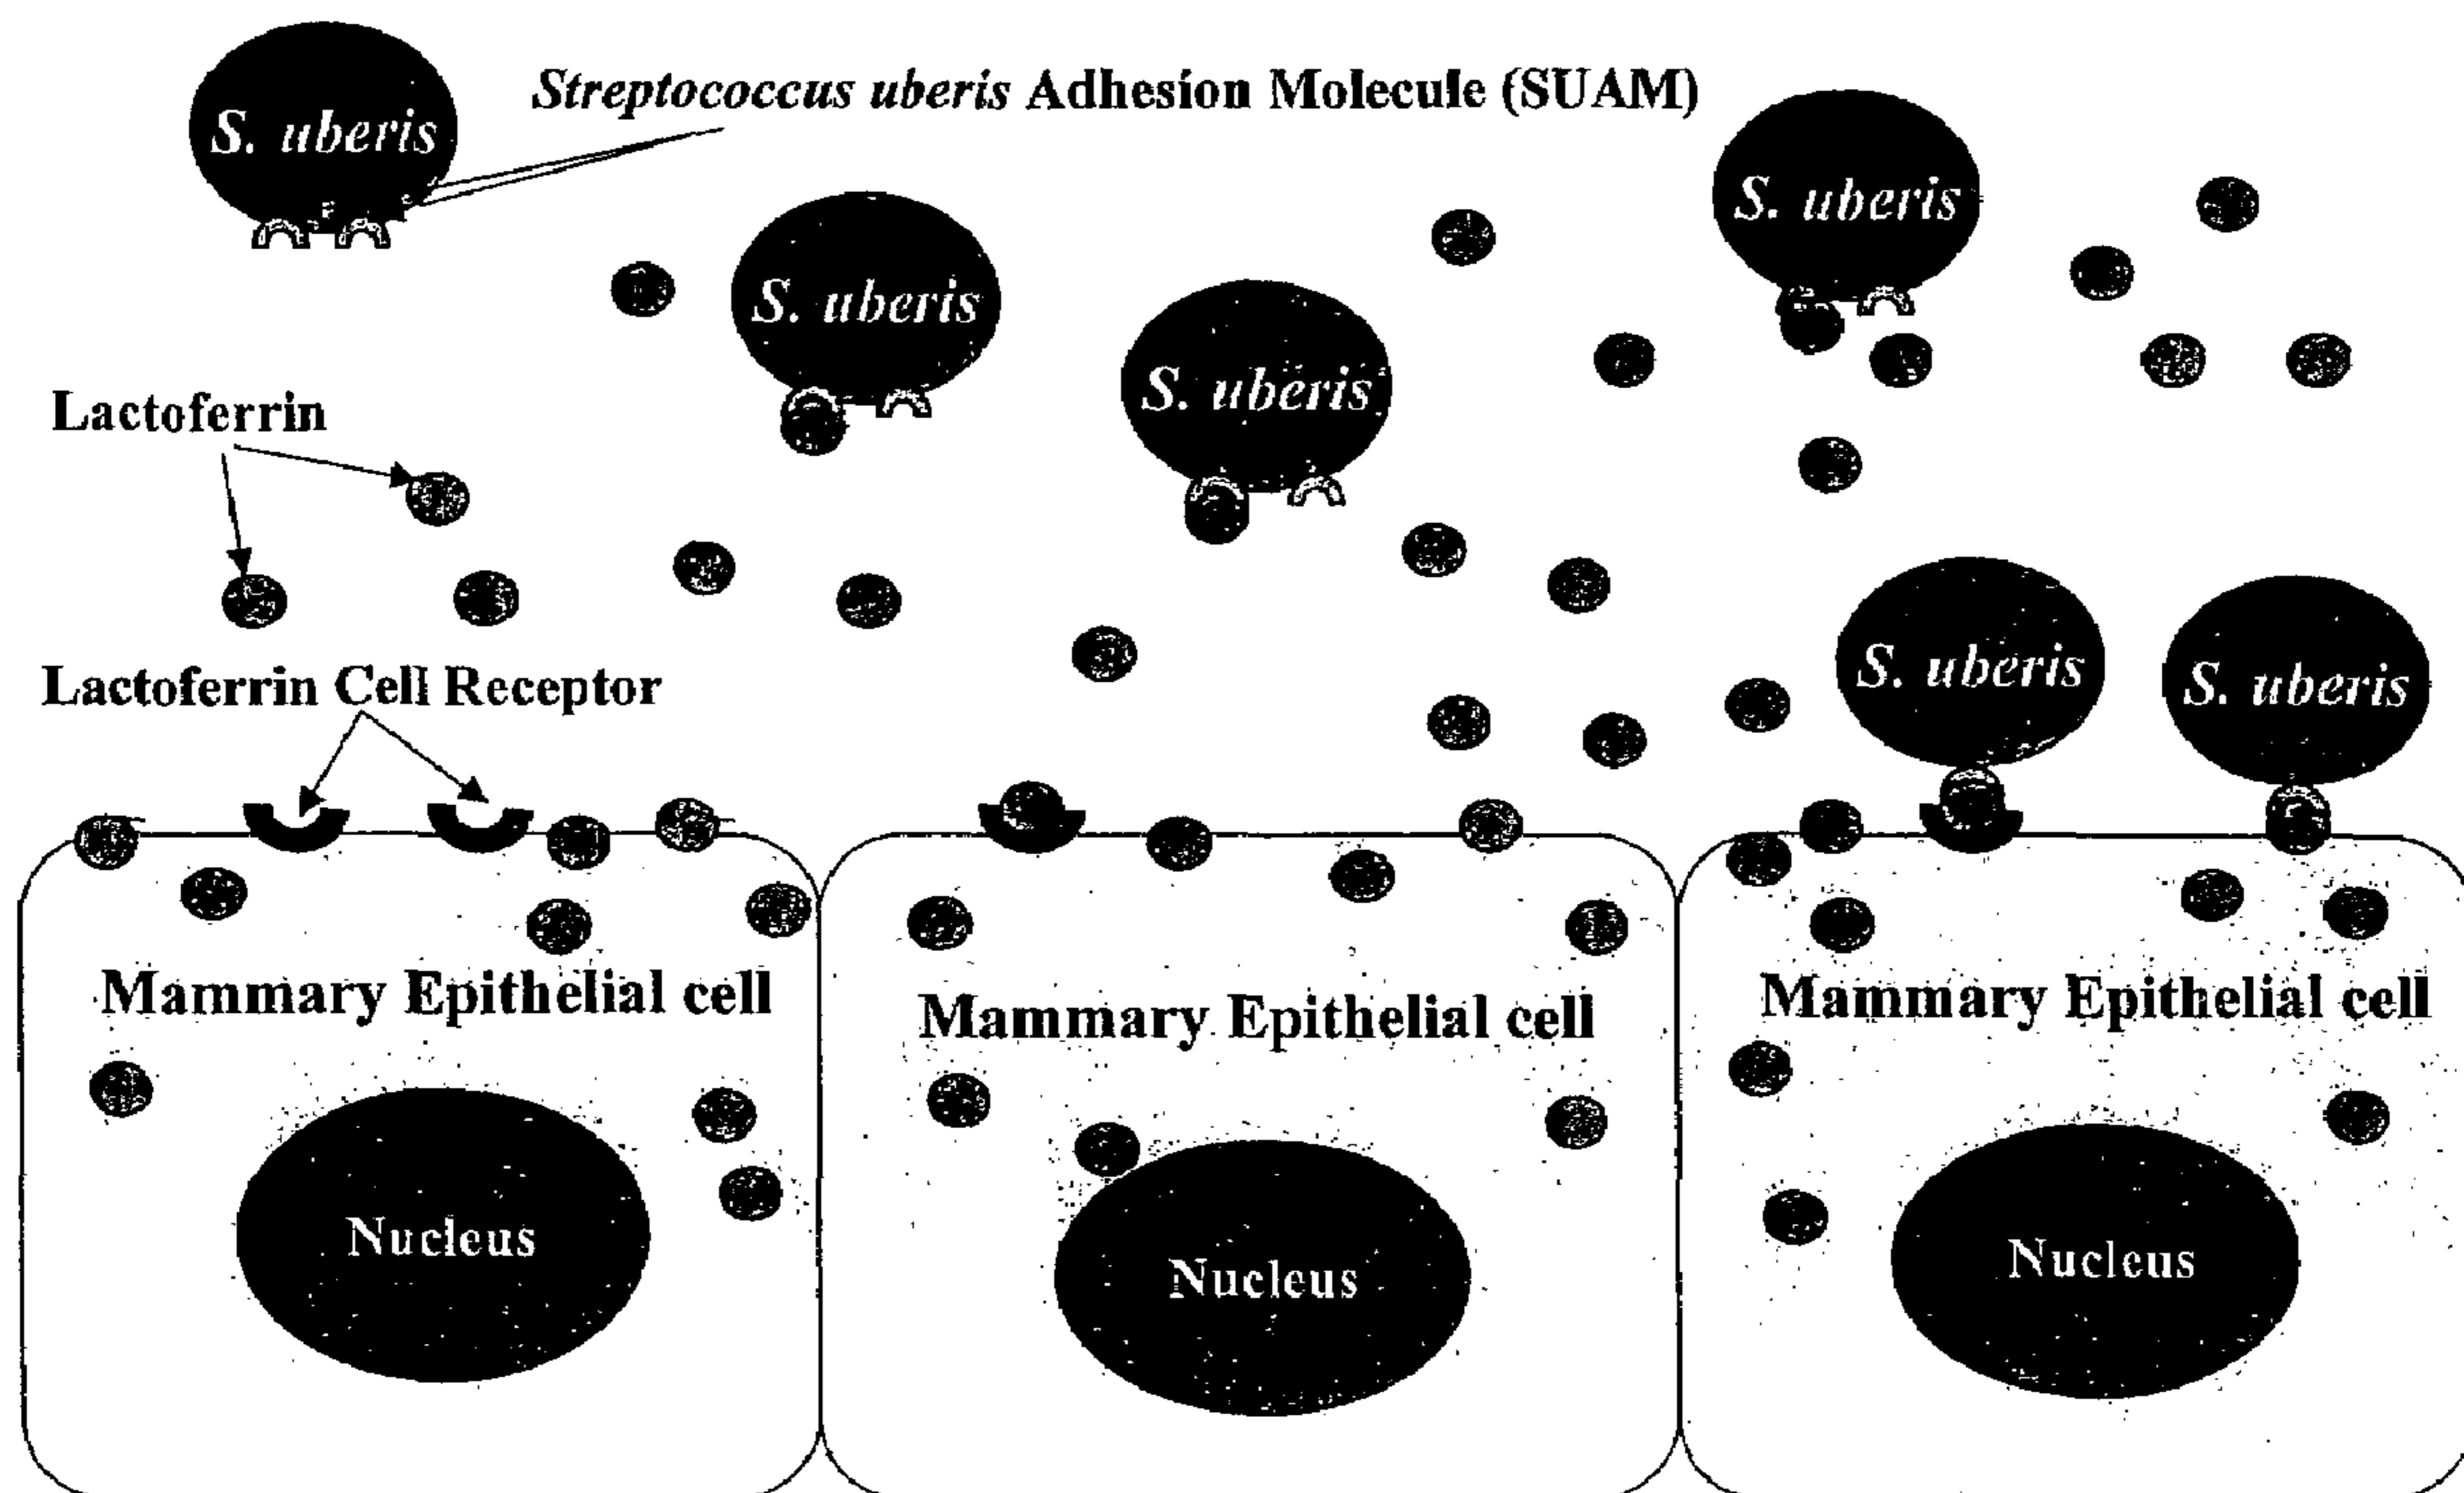 S. uberis
Streptococcus uberis Adhesion Molecule (SUAM)
S. uberis
S. uberis
S. uberis
Lactoferrin
S. uberis
S. uberis
Lactoferrin Cell Receptor
Mammary Epithelial cell
Mammary Epithelial cell
Mammary Epithelial cell
Nucleus
Nucleus
Nucleus